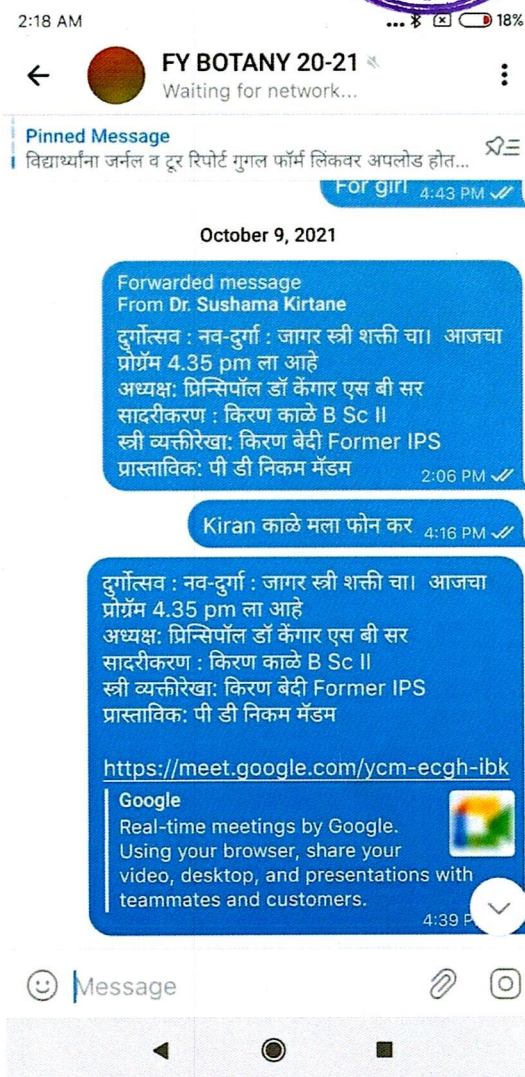 2:18 AM
18%
FY BOTANY 20-21
Waiting for network...
Pinned Message
विद्यार्थ्यांना जर्नल व टूर रिपोर्ट गुगल फॉर्म लिंकवर अपलोड होत...
For girl 4:43 PM
October 9, 2021
Forwarded message
From Dr. Sushama Kirtane
दुर्गोत्सव : नव-दुर्गा : जागर स्त्री शक्ती चा। आजचा
प्रोग्रॅम 4.35 pm ला आहे
अध्यक्ष: प्रिन्सिपॉल डॉ केंगार एस बी सर
सादरीकरण : किरण काळे B Sc II
स्त्री व्यक्तीरेखा: किरण बेदी Former IPS
प्रास्ताविक: पी डी निकम मॅडम
2:06 PM
Kiran काळे मला फोन कर 4:16 PM
दुर्गोत्सव : नव-दुर्गा : जागर स्त्री शक्ती चा। आजचा
प्रोग्रॅम 4.35 pm ला आहे
अध्यक्ष: प्रिन्सिपॉल डॉ केंगार एस बी सर
सादरीकरण : किरण काळे B Sc II
स्त्री व्यक्तीरेखा: किरण बेदी Former IPS
प्रास्ताविक: पी डी निकम मॅडम
https://meet.google.com/ycm-ecgh-ibk
Google
Real-time meetings by Google.
Using your browser, share your
video, desktop, and presentations with
teammates and customers.
4:39 P
Message